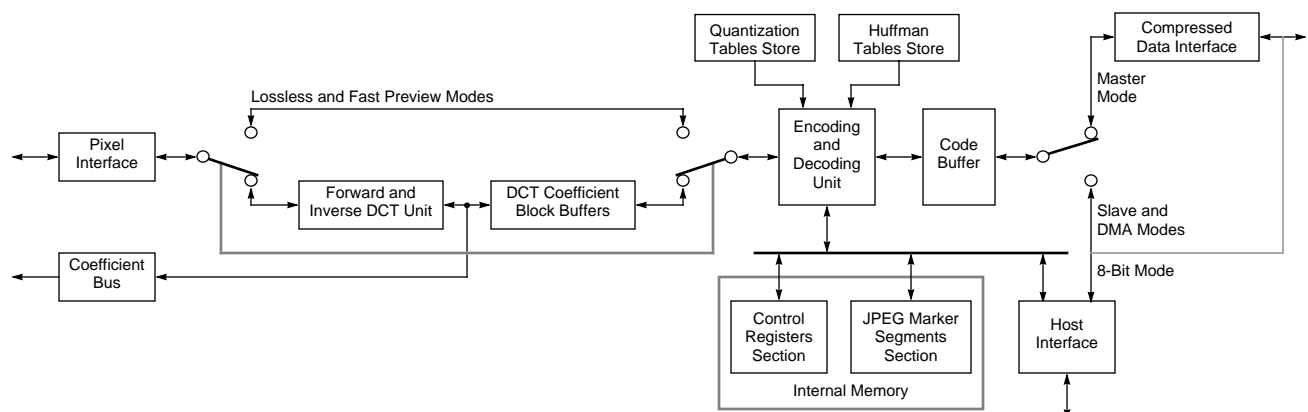 Quantization
Tables Store
Huffman
Tables Store
Compressed
Data Interface
Lossless and Fast Preview Modes
Master
Mode
Pixel
Interface
Encoding
and
Decoding
Unit
Code
Buffer
Forward and
Inverse DCT Unit
DCT Coefficient
Block Buffers
Slave and
DMA Modes
Coefficient
Bus
8-Bit Mode
Control
Registers
Section
JPEG Marker
Segments
Section
Host
Interface
Internal Memory